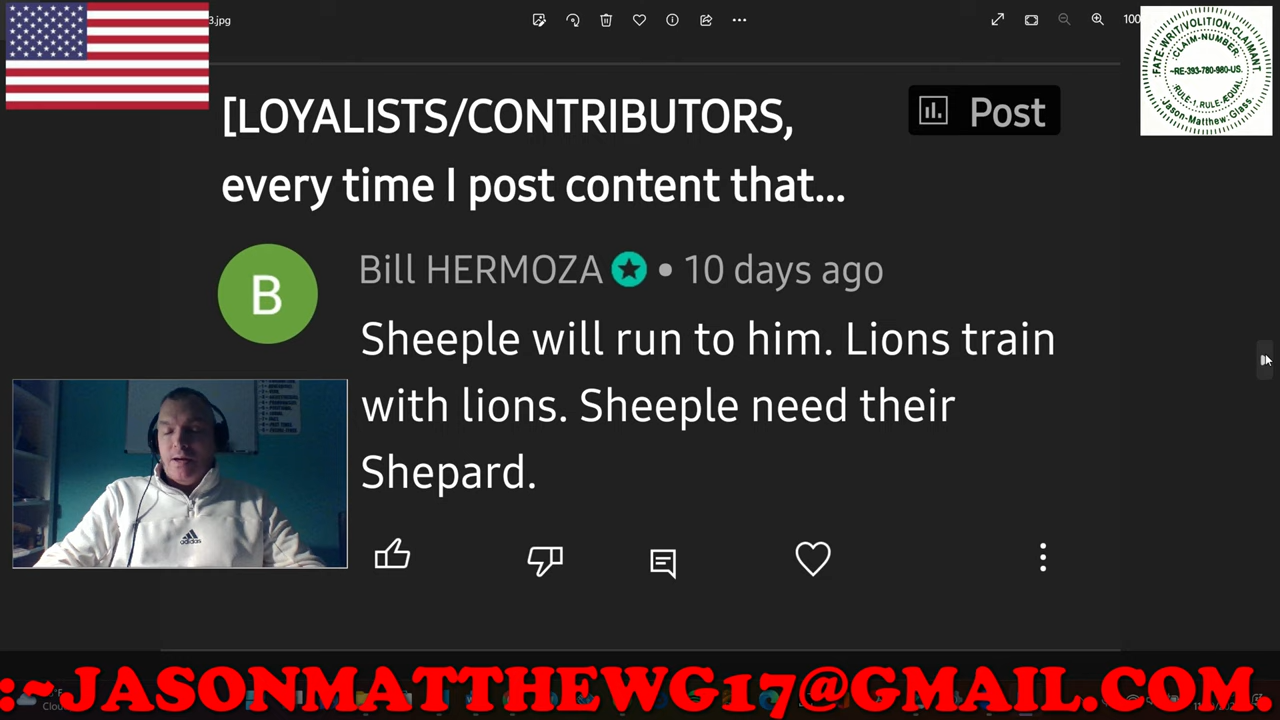 3.jpg
100
[LOYALISTS/CONTRIBUTORS,
Post
every time I post content that...
Bill HERMOZA • 10 days ago
B
Sheeple will run to him. Lions train
with lions. Sheeple need their
Shepard.
FATE-WRIT/VOLITION-CLAIMANT.
CLAIM-NUMBER:
~RE-393-780-980-US.
RULE-1, RULE-ÆQUAL.
Jason-Matthew: Glass.
:~JASONMATTHEWG17@GMAIL.COM.